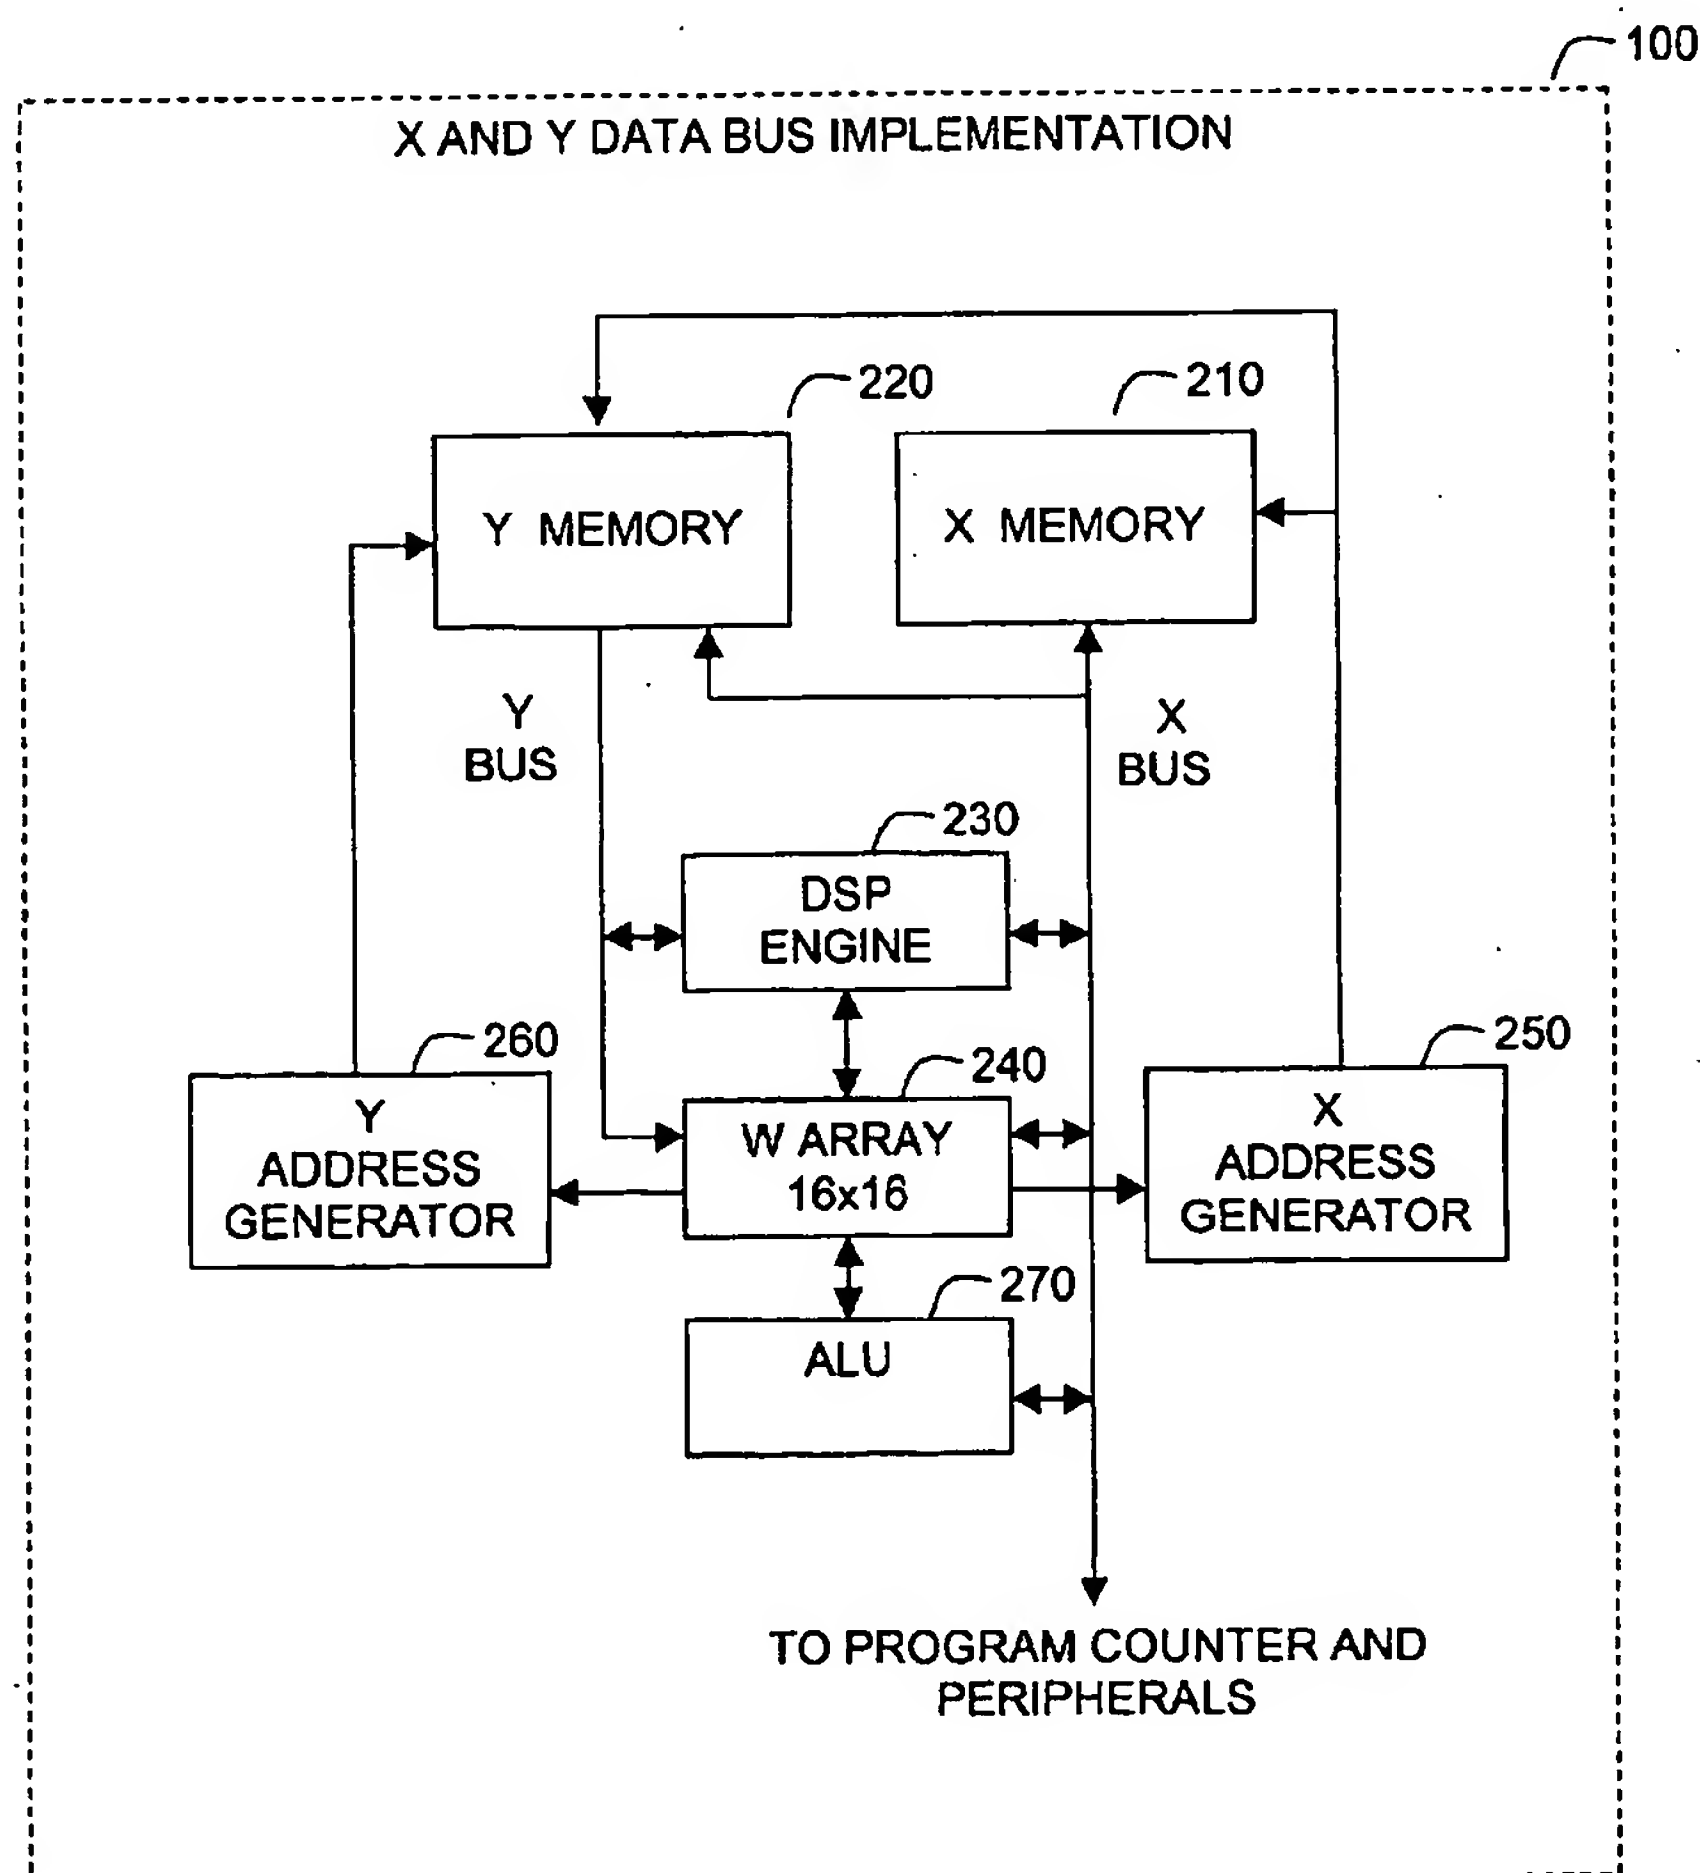 100
X AND Y DATA BUS IMPLEMENTATION
220
210
Y MEMORY
X MEMORY
Y
BUS
X
BUS
230
DSP
ENGINE
260
240
250
Y
ADDRESS
GENERATOR
W ARRAY
16x16
X
ADDRESS
GENERATOR
270
ALU
TO PROGRAM COUNTER AND
PERIPHERALS